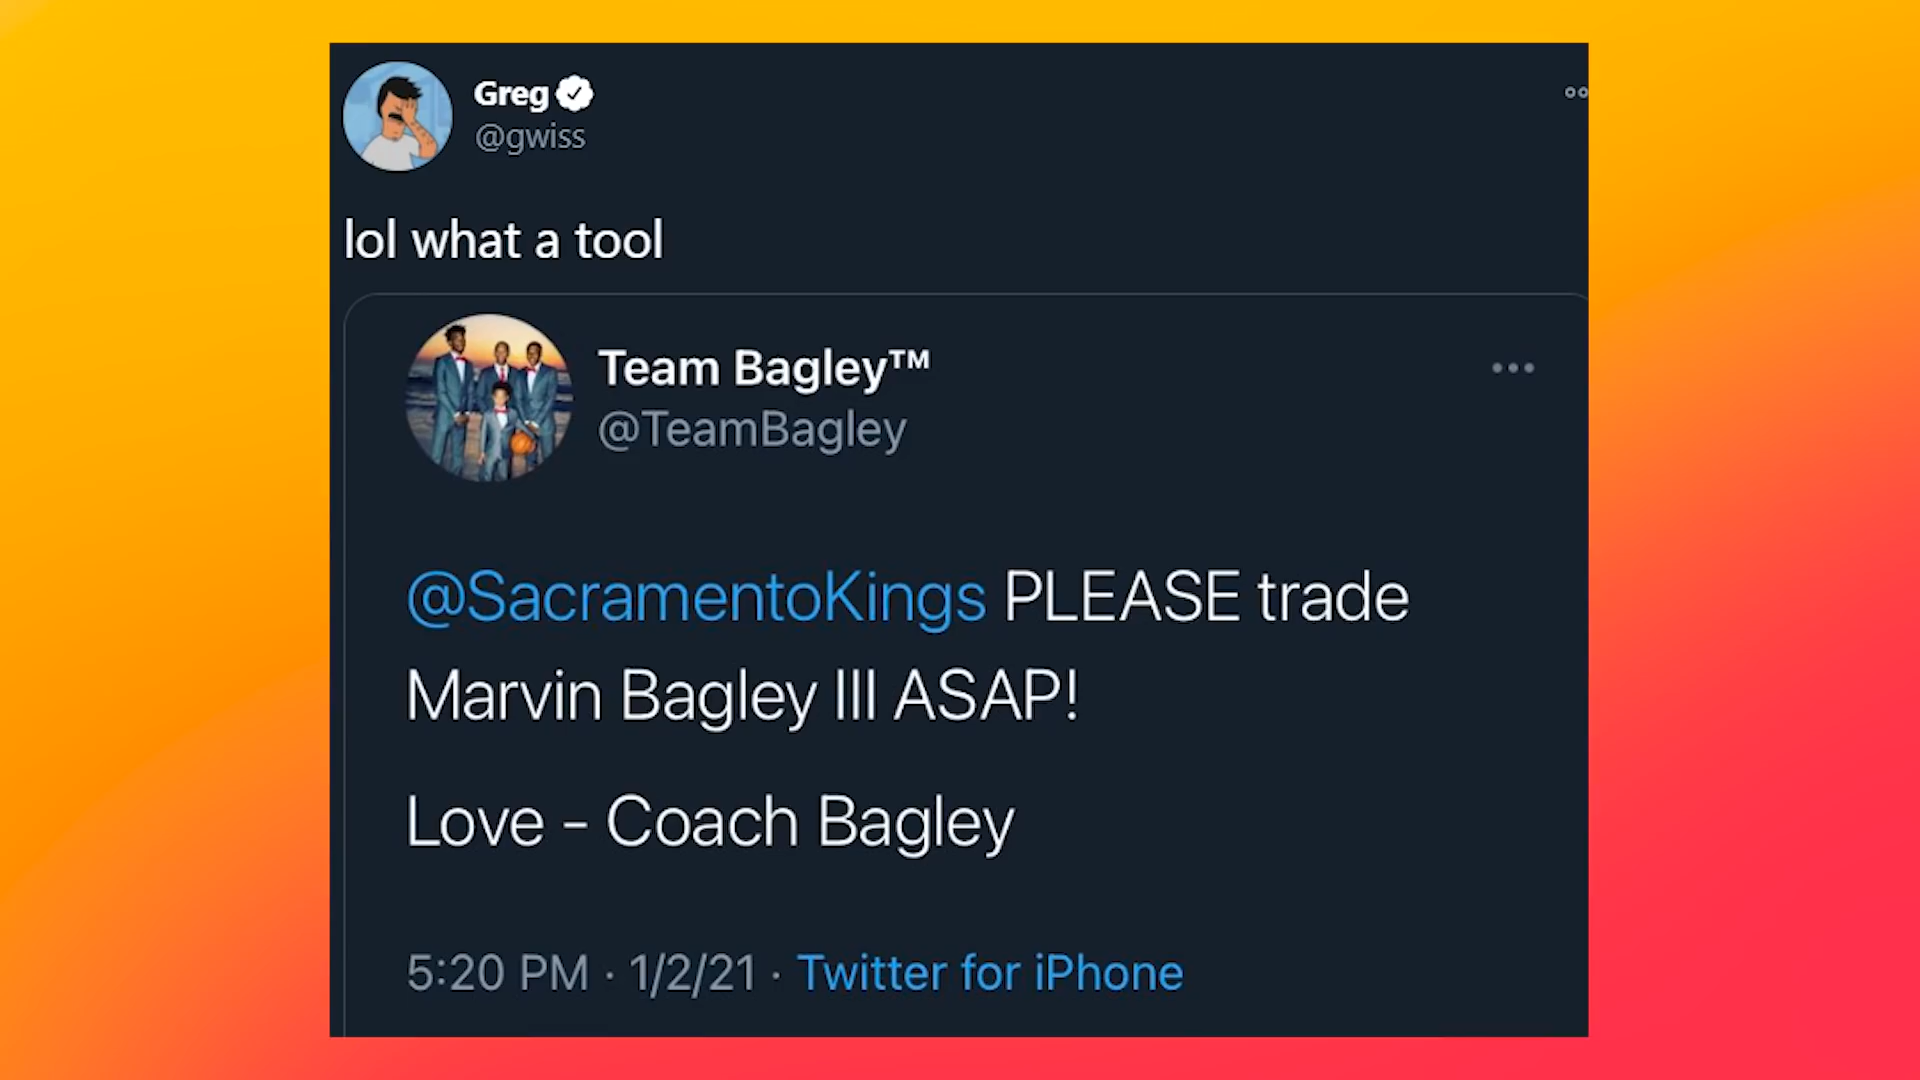 Greg
@gwiss
lol what a tool
Team Bagley™
@TeamBagley
@SacramentoKings PLEASE trade
Marvin Bagley III ASAP!
Love - Coach Bagley
5:20 PM · 1/2/21 · Twitter for iPhone